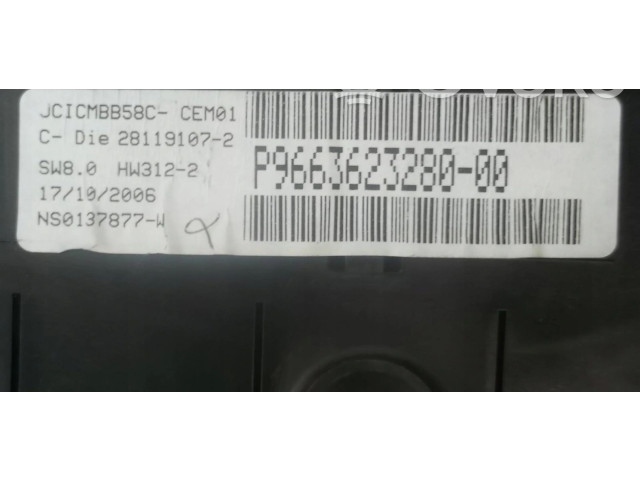 JCICMBB58C- CEM01
C- Die 28119107-2
SW8.0 HW312-2
17/10/2006
NS0137877-W
P9663623280-00